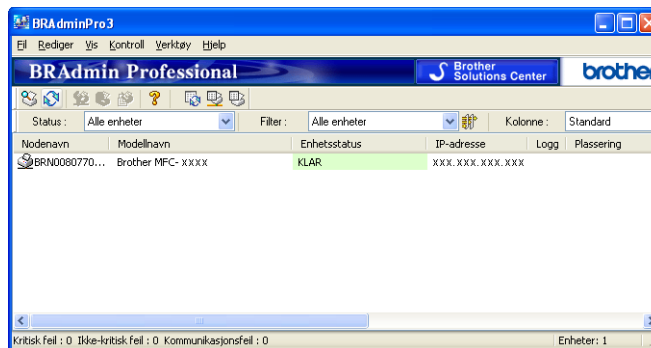 BRAdminPro3
Fil Rediger Vis Kontroll Verktøy Hjelp
BRAdmin Professional Brother Solutions Center brother
Status : Alle enheter Filter : Alle enheter Kolonne : Standard
Nodenavn Modellnavn Enhetsstatus IP-adresse Logg Plassering
BRN0080770... Brother MFC- XXXX KLAR XXX.XXX.XXX.XXX
Kritisk feil : 0 Ikke-kritisk feil : 0 Kommunikasjonsfeil : 0 Enheter: 1